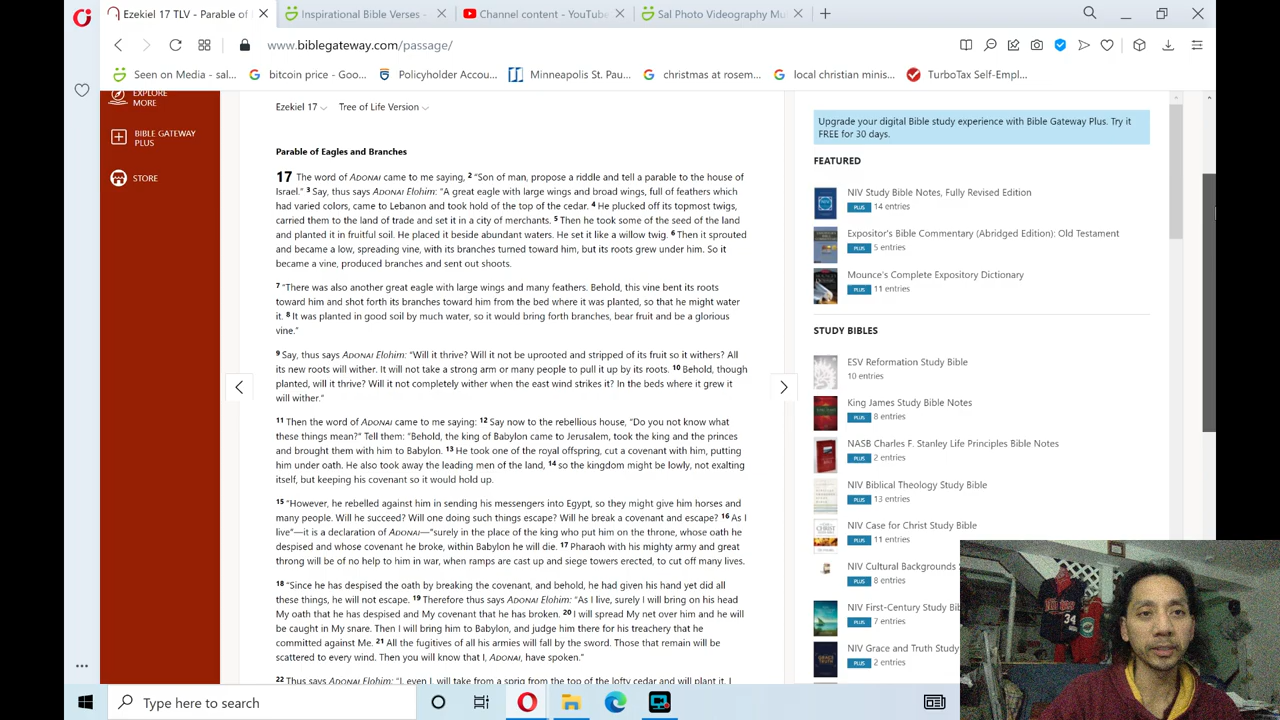 Ezekiel 17 TLV - Parable of
Inspirational Bible Verses -
Channel content - YouTube
Sal Photo Videography Mu
www.biblegateway.com/passage/
Seen on Media - sal...
bitcoin price - Goo...
Policyholder Accou...
Minneapolis St. Pau...
christmas at rosem...
local christian minis...
TurboTax Self-Empl...
EXPLORE
MORE
BIBLE GATEWAY
PLUS
STORE
Ezekiel 17
Tree of Life Version
Parable of Eagles and Branches
17 The word of ADONAI came to me saying, 2 “Son of man, propose a riddle and tell a parable to the house of
Israel.” 3 Say, thus says ADONAI Elohim: “A great eagle with large wings and broad wings, full of feathers which
had varied colors, came to Lebanon and took hold of the top of the cedar. 4 He plucked off its topmost twigs,
carried them to the land of trade and set it in a city of merchants. 5 Then he took some of the seed of the land
and planted it in fruitful soil. He placed it beside abundant waters. He set it like a willow twig. 6 Then it sprouted
and became a low, spreading vine, with its branches turned toward him, but its roots grew under him. So it
became a vine, produced branches and sent out shoots.
7 “There was also another great eagle with large wings and many feathers. Behold, this vine bent its roots
toward him and shot forth its branches toward him from the bed where it was planted, so that he might water
it. 8 It was planted in good soil by much water, so it would bring forth branches, bear fruit and be a glorious
vine.”
9 Say, thus says ADONAI Elohim: “Will it thrive? Will it not be uprooted and stripped of its fruit so it withers? All
its new roots will wither. It will not take a strong arm or many people to pull it up by its roots. 10 Behold, though
planted, will it thrive? Will it not completely wither when the east wind strikes it? In the beds where it grew it
will wither.”
11 Then the word of ADONAI came to me saying: 12 Say now to the rebellious house, “Do you not know what
these things mean?” Tell them: “Behold, the king of Babylon came to Jerusalem, took the king and the princes
and brought them with him to Babylon. 13 He took one of the royal offspring, cut a covenant with him, putting
him under oath. He also took away the leading men of the land, 14 so the kingdom might be lowly, not exalting
itself, but keeping his covenant so it would hold up.
15 “However, he rebelled against him in sending his messengers into Egypt, so they might give him horses and
many people. Will he succeed? Will one doing such things escape? Will he break a covenant and escape? 16 As I
live”—it is a declaration of ADONAI—“surely in the place of the king who put him on the throne, whose oath he
despised and whose covenant he broke, within Babylon he will die. 17 Pharaoh with his mighty army and great
throng will be of no help to him in war, when ramps are cast up and siege towers erected, to cut off many lives.
18 “Since he has despised the oath by breaking the covenant, and behold, he had given his hand yet did all
these things, he will not escape. 19 Therefore thus says ADONAI Elohim: “As I live, surely I will bring on his head
My oath that he has despised and My covenant that he has broken. 20 I will spread My net over him and he will
be caught in My snare. Then I will bring him to Babylon, and judge him there for his treachery that he
committed against Me. 21 All the fugitives of all his armies will fall by the sword. Those that remain will be
scattered to every wind. Then you will know that I, ADONAI, have spoken.”
22 Thus says ADONAI Elohim: “I, even I, will take from a sprig from the top of the lofty cedar and will plant it. I
Upgrade your digital Bible study experience with Bible Gateway Plus. Try it
FREE for 30 days.
FEATURED
NIV Study Bible Notes, Fully Revised Edition
PLUS 14 entries
Expositor's Bible Commentary (Abridged Edition): Old Testament
PLUS 5 entries
Mounce's Complete Expository Dictionary
PLUS 11 entries
STUDY BIBLES
ESV Reformation Study Bible
10 entries
King James Study Bible Notes
PLUS 8 entries
NASB Charles F. Stanley Life Principles Bible Notes
PLUS 2 entries
NIV Biblical Theology Study Bible
PLUS 13 entries
NIV Case for Christ Study Bible
PLUS 11 entries
NIV Cultural Backgrounds
PLUS 8 entries
NIV First-Century Study Bib
PLUS 7 entries
NIV Grace and Truth Study
PLUS 2 entries
34
Type here to search